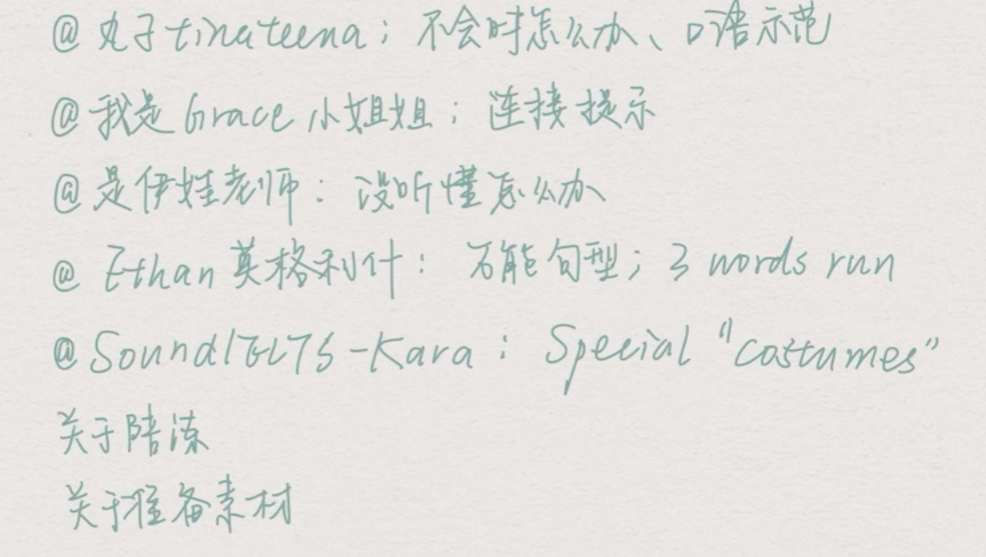 @丸子tinateena；不会时怎么办、口语示范
@我是Grace小姐姐；连接提示
@是伊娃老师：没听懂怎么办
@Ethan英格利什：万能句型；3 words run
@SoundIELTS-Kara：Special "costumes"
关于陪练
关于准备素材